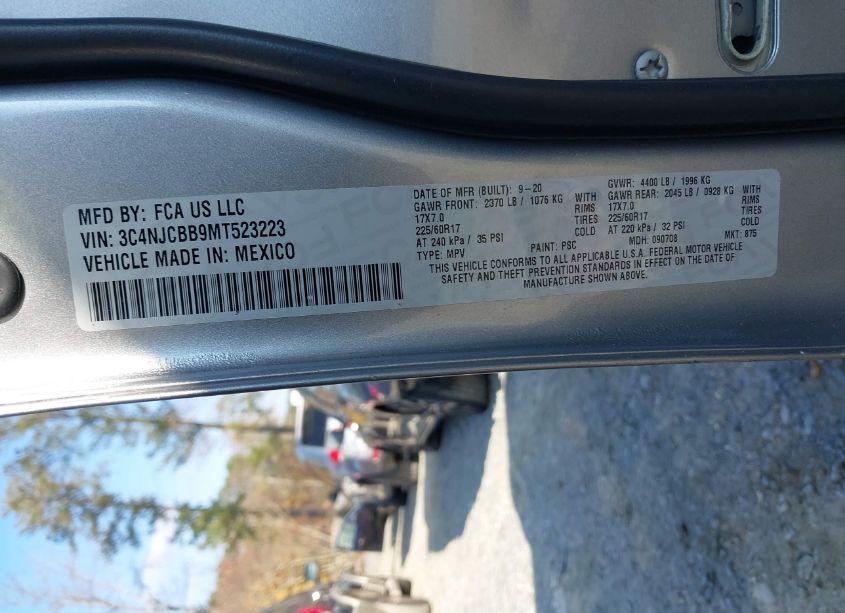 MFD BY: FCA US LLC
VIN: 3C4NJCBB9MT523223
VEHICLE MADE IN: MEXICO
DATE OF MFR (BUILT): 9-20
GAWR FRONT: 2370 LB / 1076 KG WITH
17X7.0 RIMS
225/60R17 TIRES
AT 240 kPa / 35 PSI COLD
TYPE: MPV PAINT: PSC
GVWR: 4400 LB / 1996 KG
GAWR REAR: 2045 LB / 0928 KG WITH
17X7.0 RIMS
225/60R17 TIRES
AT 220 kPa / 32 PSI COLD
MDH: 090708 MKT: 875
THIS VEHICLE CONFORMS TO ALL APPLICABLE U.S.A. FEDERAL MOTOR VEHICLE
SAFETY AND THEFT PREVENTION STANDARDS IN EFFECT ON THE DATE OF
MANUFACTURE SHOWN ABOVE.